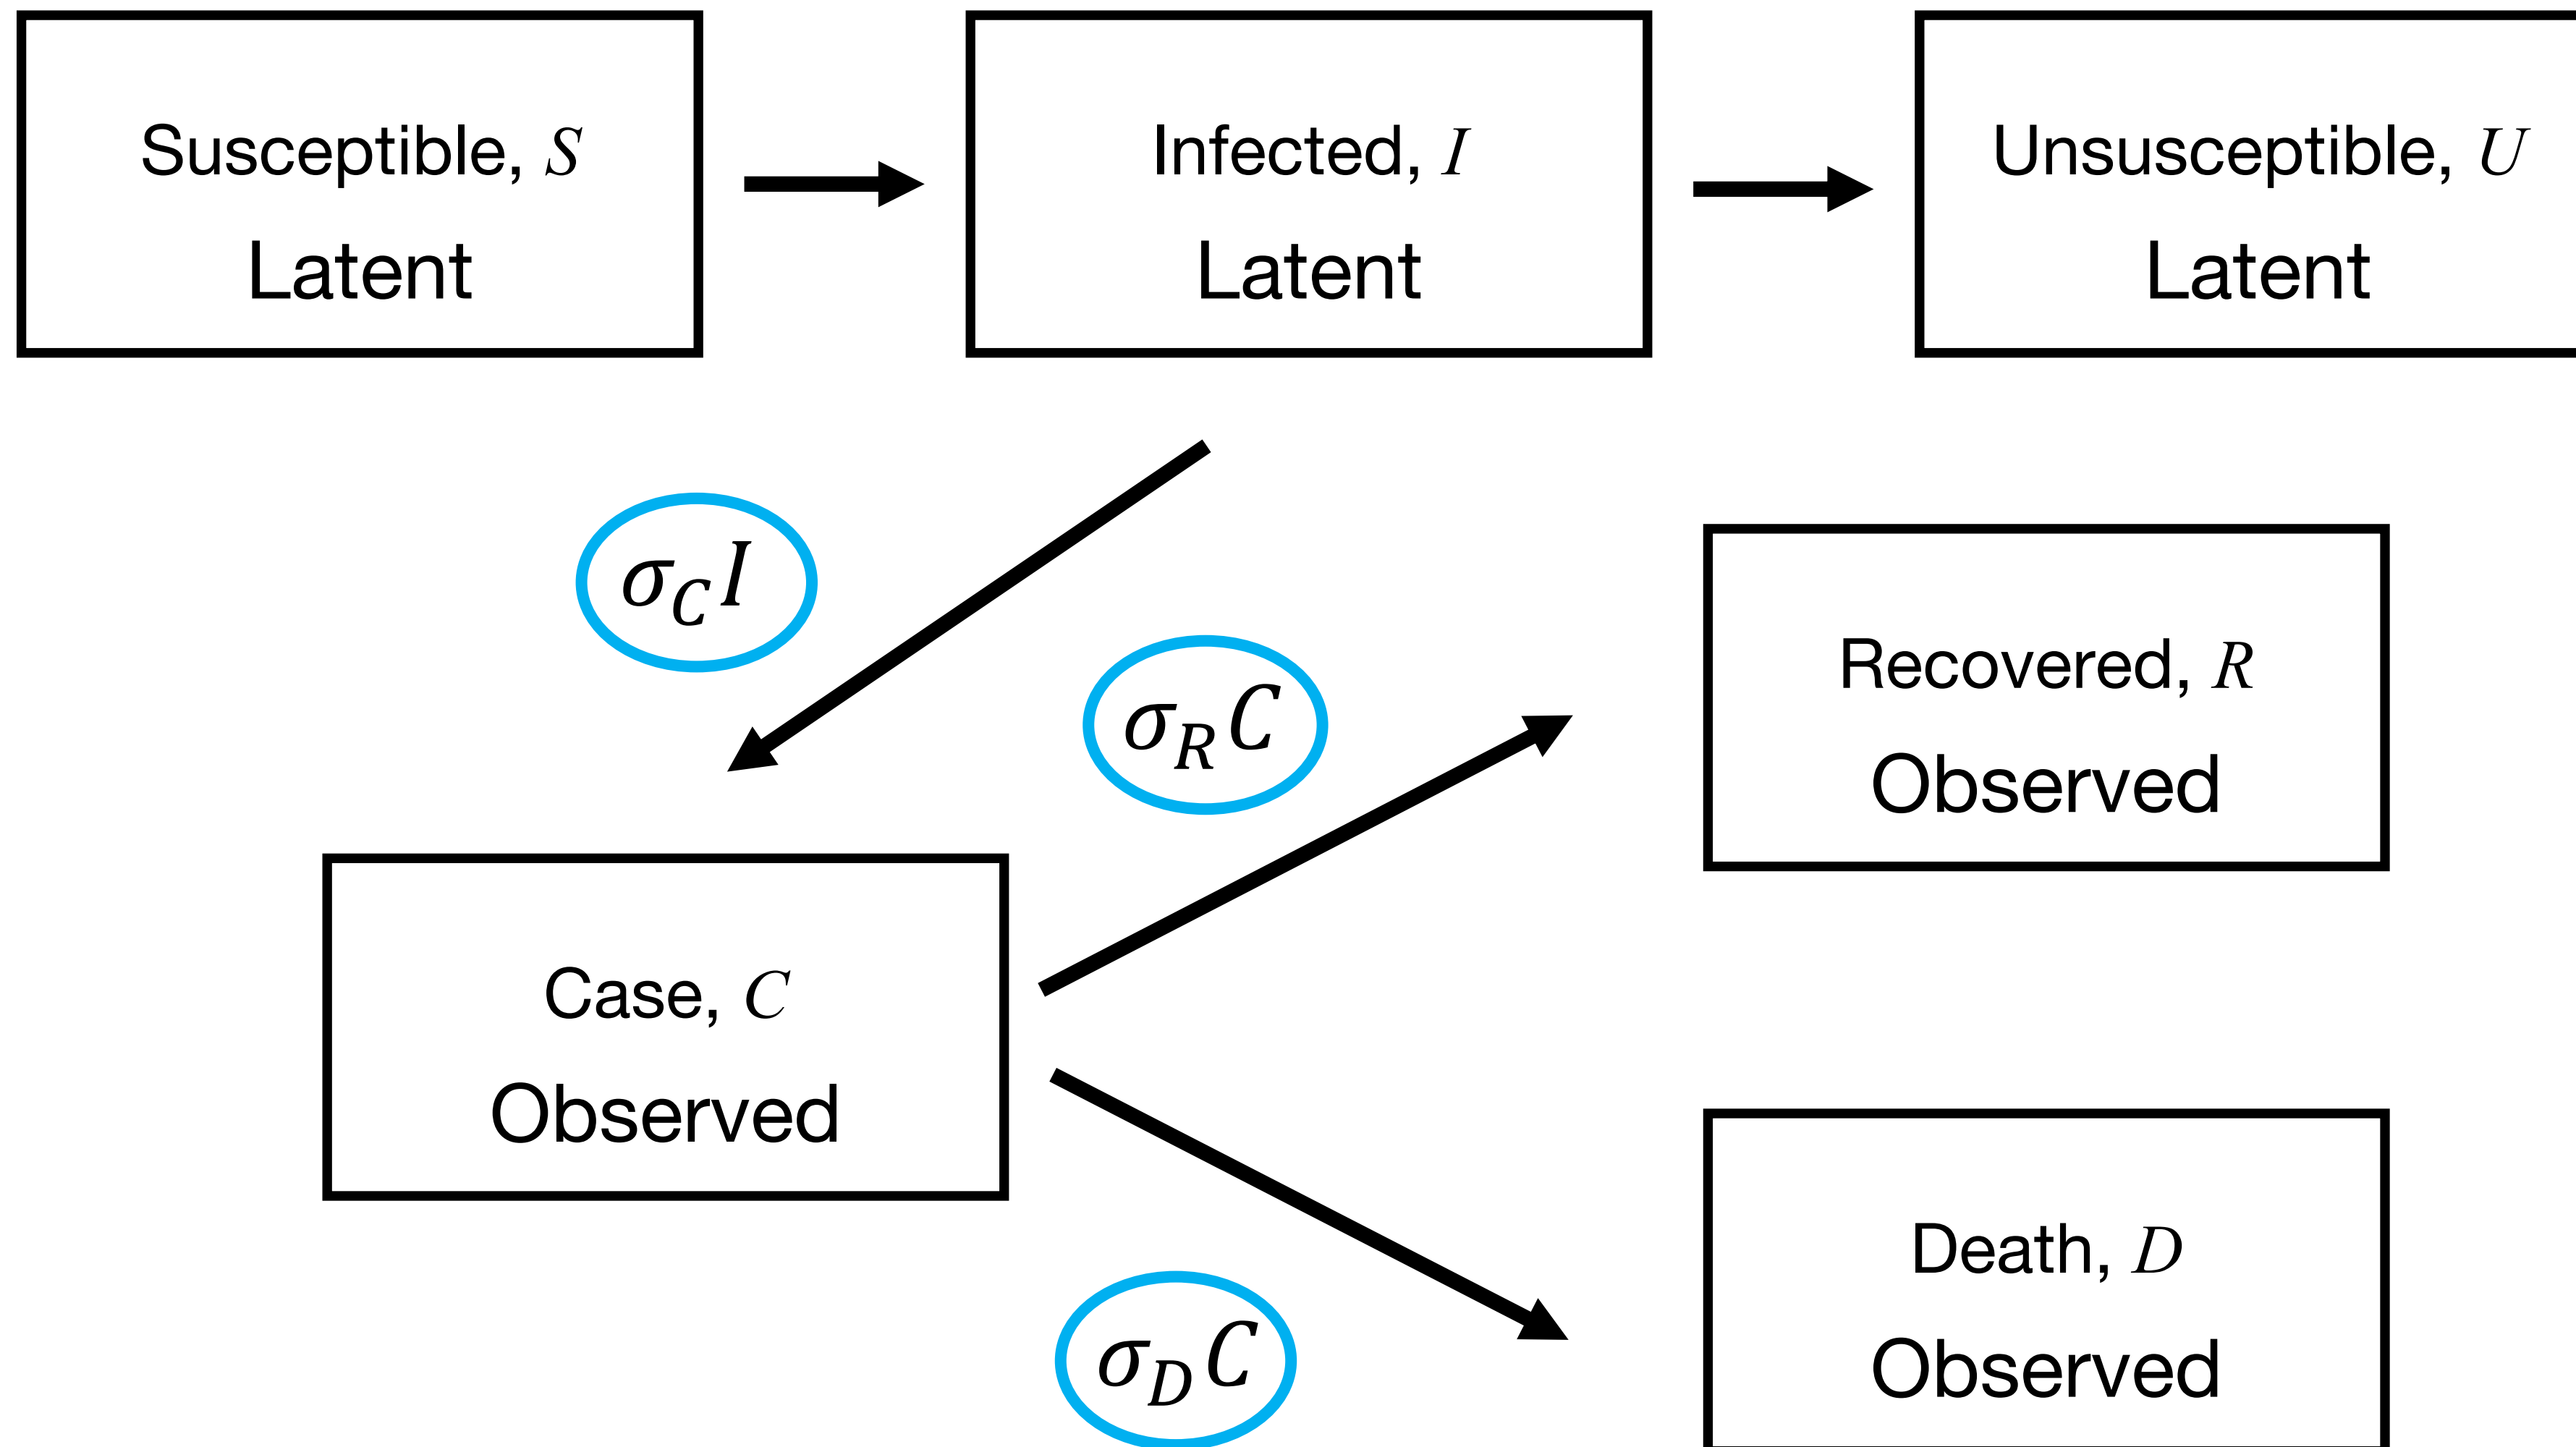 Susceptible, S
Latent
Infected, I
Latent
Unsusceptible, U
Latent
σ_C I
σ_R C
Recovered, R
Observed
Case, C
Observed
σ_D C
Death, D
Observed